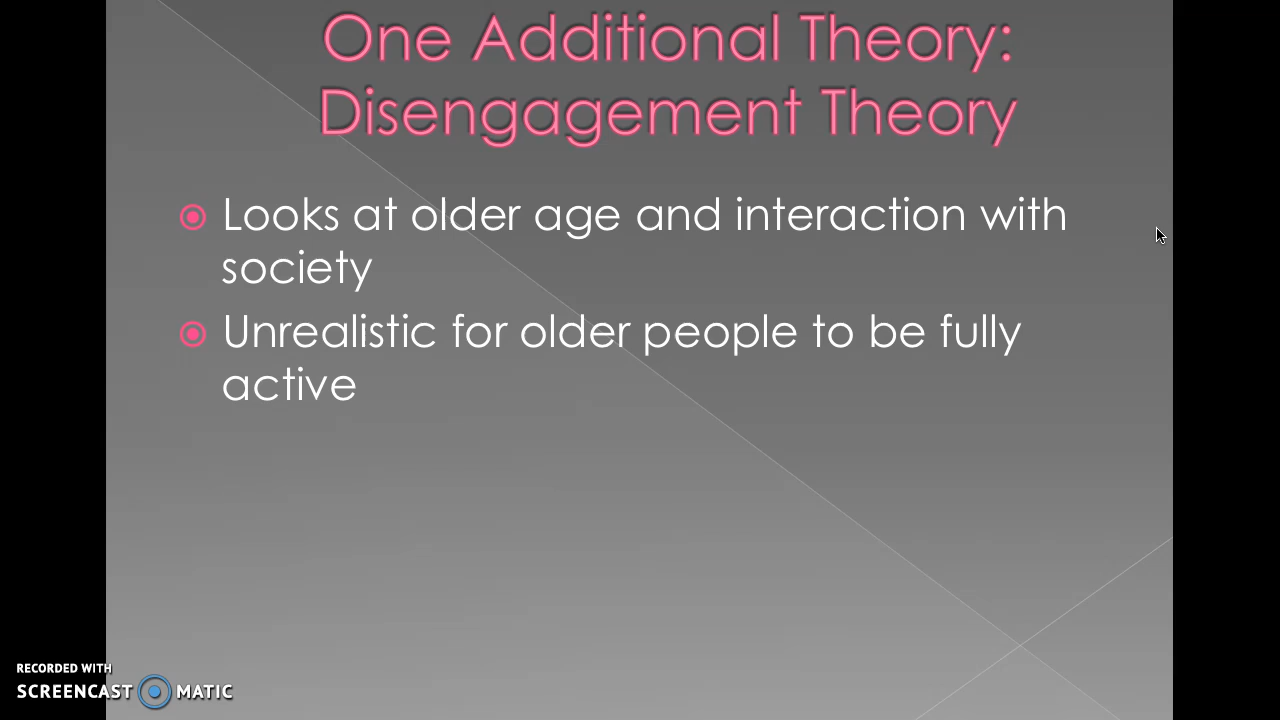 One Additional Theory:
Disengagement Theory
Looks at older age and interaction with
society
Unrealistic for older people to be fully
active
RECORDED WITH
SCREENCAST MATIC